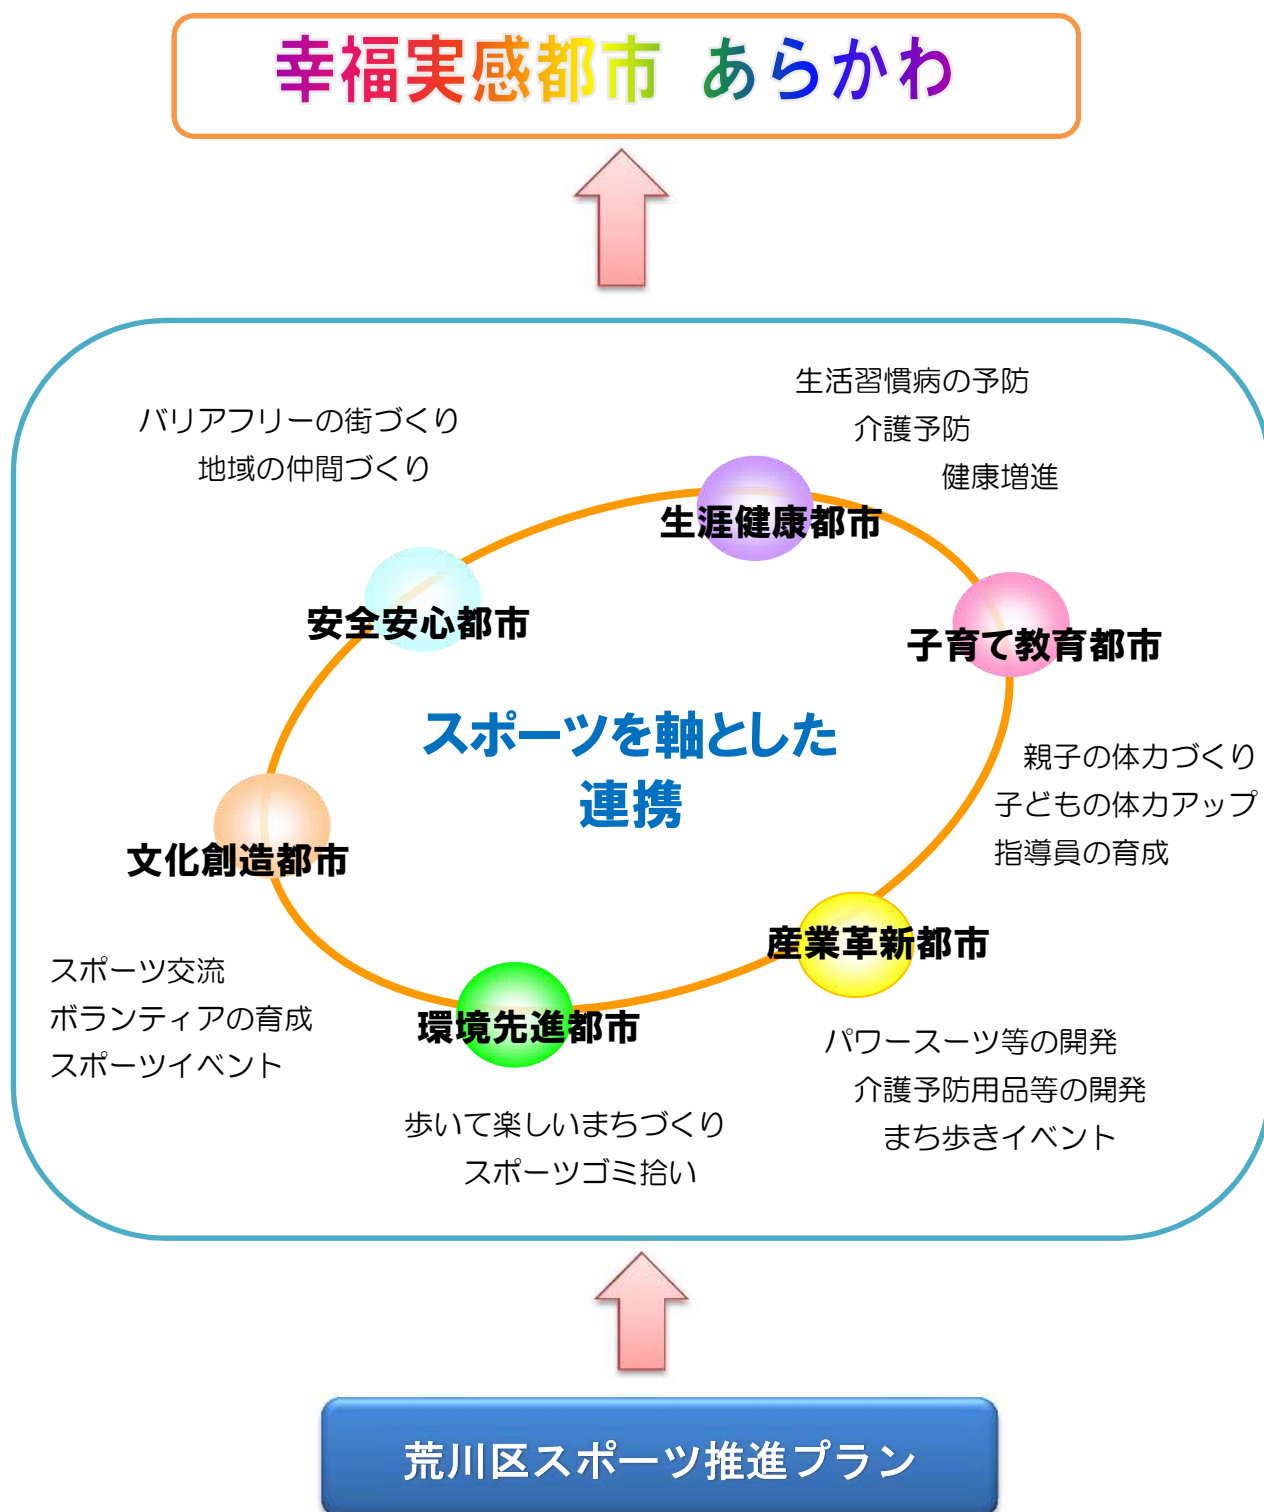 幸福実感都市 あらかわ
バリアフリーの街づくり
地域の仲間づくり
生活習慣病の予防
介護予防
健康増進
生涯健康都市
安全安心都市
子育て教育都市
スポーツを軸とした
連携
親子の体力づくり
子どもの体力アップ
指導員の育成
文化創造都市
産業革新都市
スポーツ交流
ボランティアの育成
スポーツイベント
環境先進都市
パワースーツ等の開発
介護予防用品等の開発
まち歩きイベント
歩いて楽しいまちづくり
スポーツゴミ拾い
荒川区スポーツ推進プラン